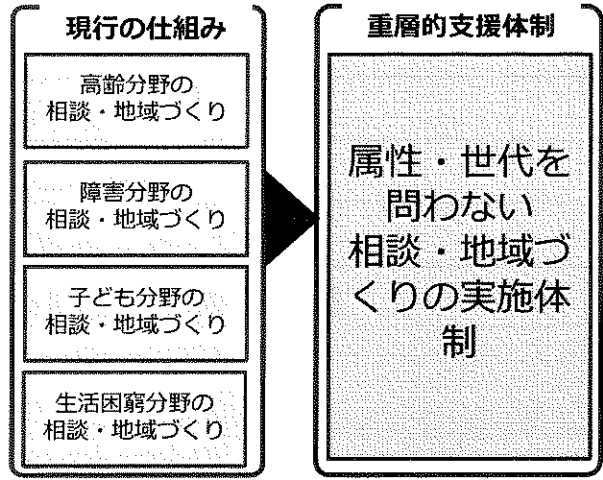 現行の仕組み
高齢分野の
相談・地域づくり
障害分野の
相談・地域づくり
子ども分野の
相談・地域づくり
生活困窮分野の
相談・地域づくり
重層的支援体制
属性・世代を
問わない
相談・地域づ
くりの実施体
制